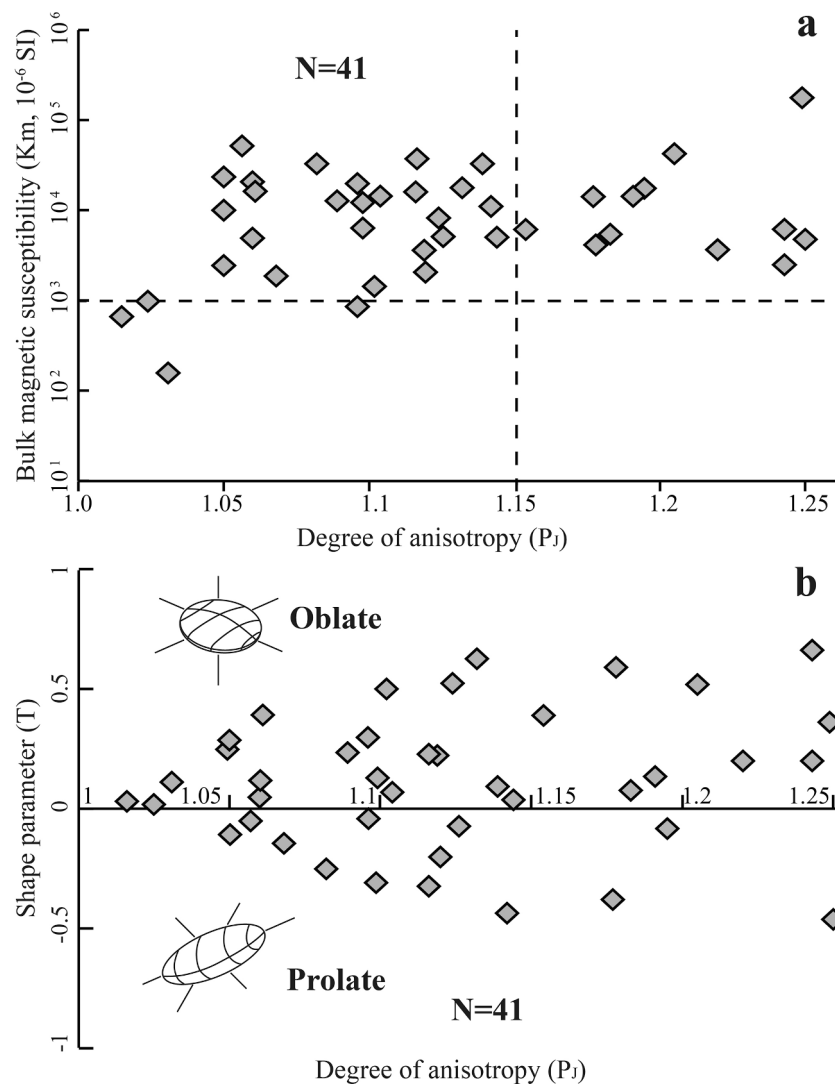 a
N=41
Bulk magnetic susceptibility (Km, 10⁻⁶ SI)
10⁶
10⁵
10⁴
10³
10²
10¹
1.0
1.05
1.1
1.15
1.2
1.25
Degree of anisotropy (PJ)
b
Oblate
Shape parameter (T)
1
0.5
0
-0.5
-1
1
1.05
1.1
1.15
1.2
1.25
Prolate
N=41
Degree of anisotropy (PJ)